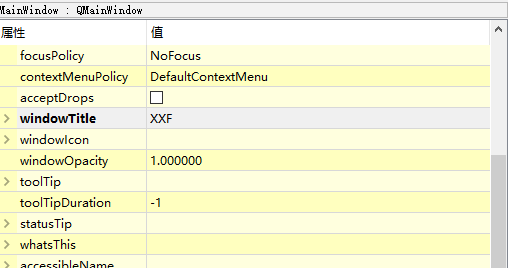 MainWindow : QMainWindow
属性 值
focusPolicy NoFocus
contextMenuPolicy DefaultContextMenu
acceptDrops
windowTitle XXF
windowIcon
windowOpacity 1.000000
toolTip
toolTipDuration -1
statusTip
whatsThis
accessibleName